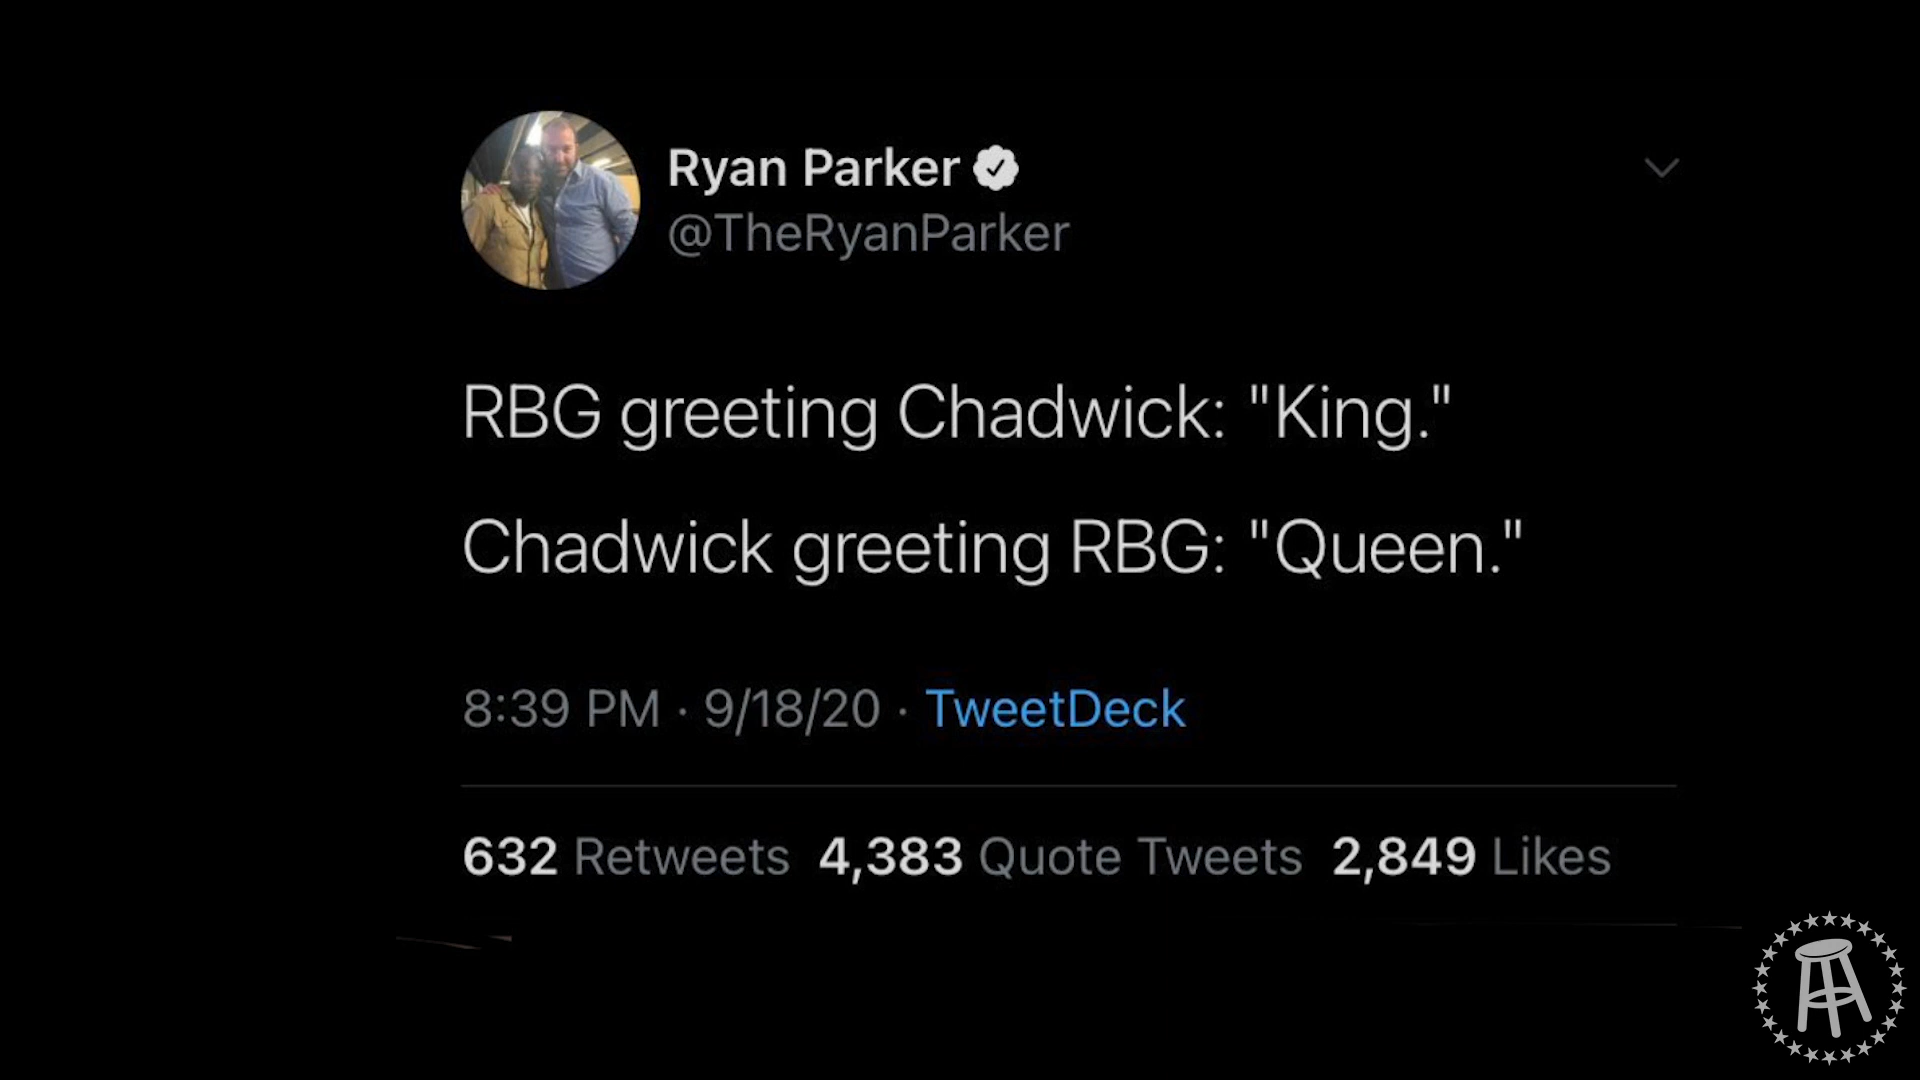 Ryan Parker
@TheRyanParker
RBG greeting Chadwick: "King."
Chadwick greeting RBG: "Queen."
8:39 PM · 9/18/20 · TweetDeck
632 Retweets 4,383 Quote Tweets 2,849 Likes